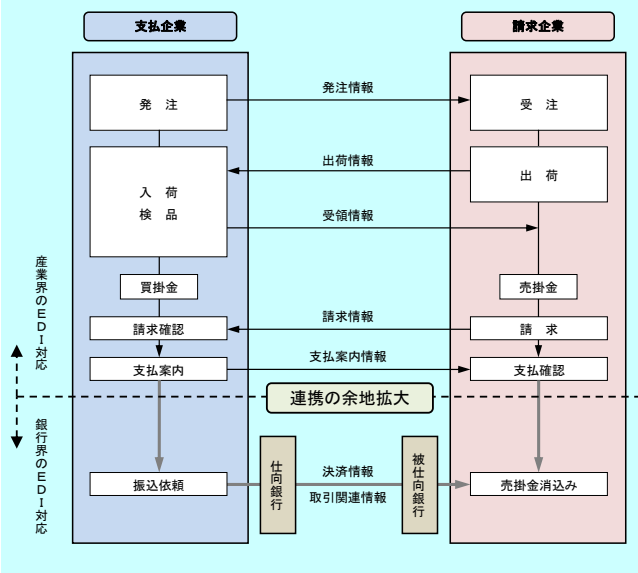 支払企業
請求企業
発　注
発注情報
受　注
入　荷
検　品
出荷情報
出　荷
受領情報
買掛金
売掛金
請求確認
請求情報
請　求
支払案内
支払案内情報
支払確認
産業界のＥＤＩ対応
連携の余地拡大
銀行界のＥＤＩ対応
振込依頼
仕向銀行
決済情報
取引関連情報
被仕向銀行
売掛金消込み